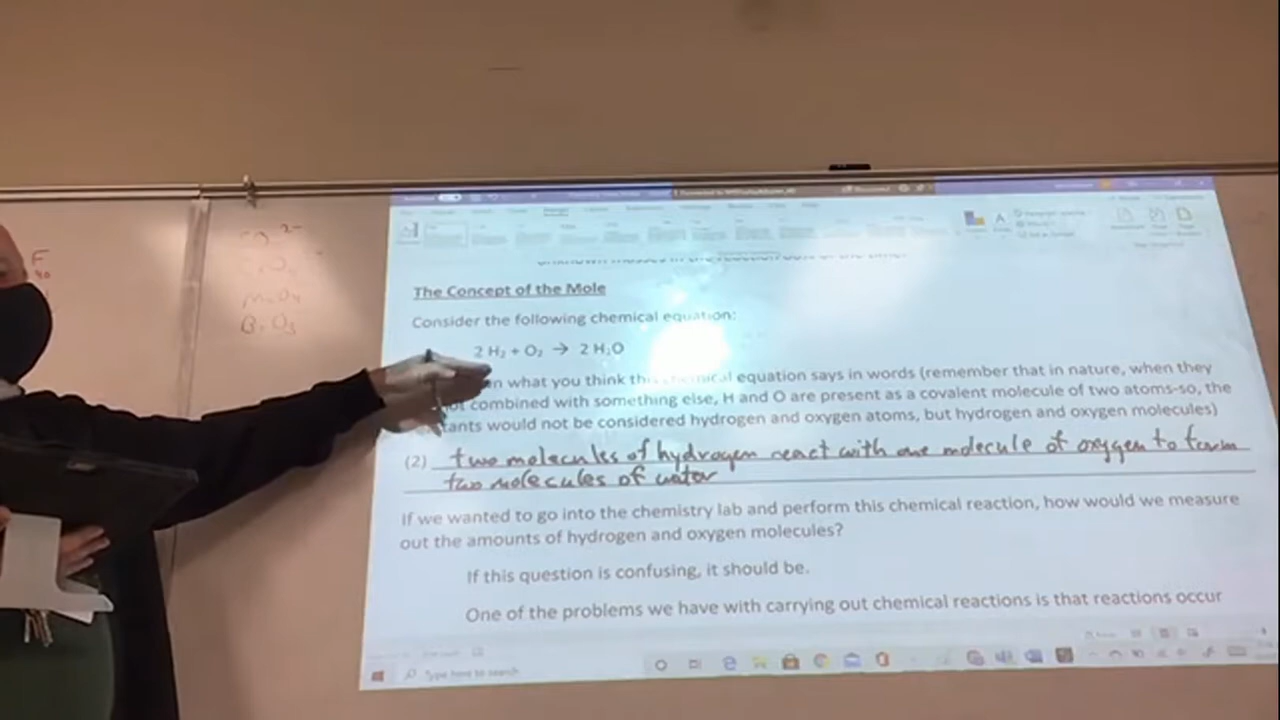 F
The Concept of the Mole
Consider the following chemical equation:
2 H₂ + O₂ → 2 H₂O
what you think this chemical equation says in words (remember that in nature, when they
combined with something else, H and O are present as a covalent molecule of two atoms-so, the
tants would not be considered hydrogen and oxygen atoms, but hydrogen and oxygen molecules)
(2) two molecules of hydrogen react with one molecule of oxygen to form
two molecules of water
If we wanted to go into the chemistry lab and perform this chemical reaction, how would we measure
out the amounts of hydrogen and oxygen molecules?
If this question is confusing, it should be.
One of the problems we have with carrying out chemical reactions is that reactions occur
Type here to search